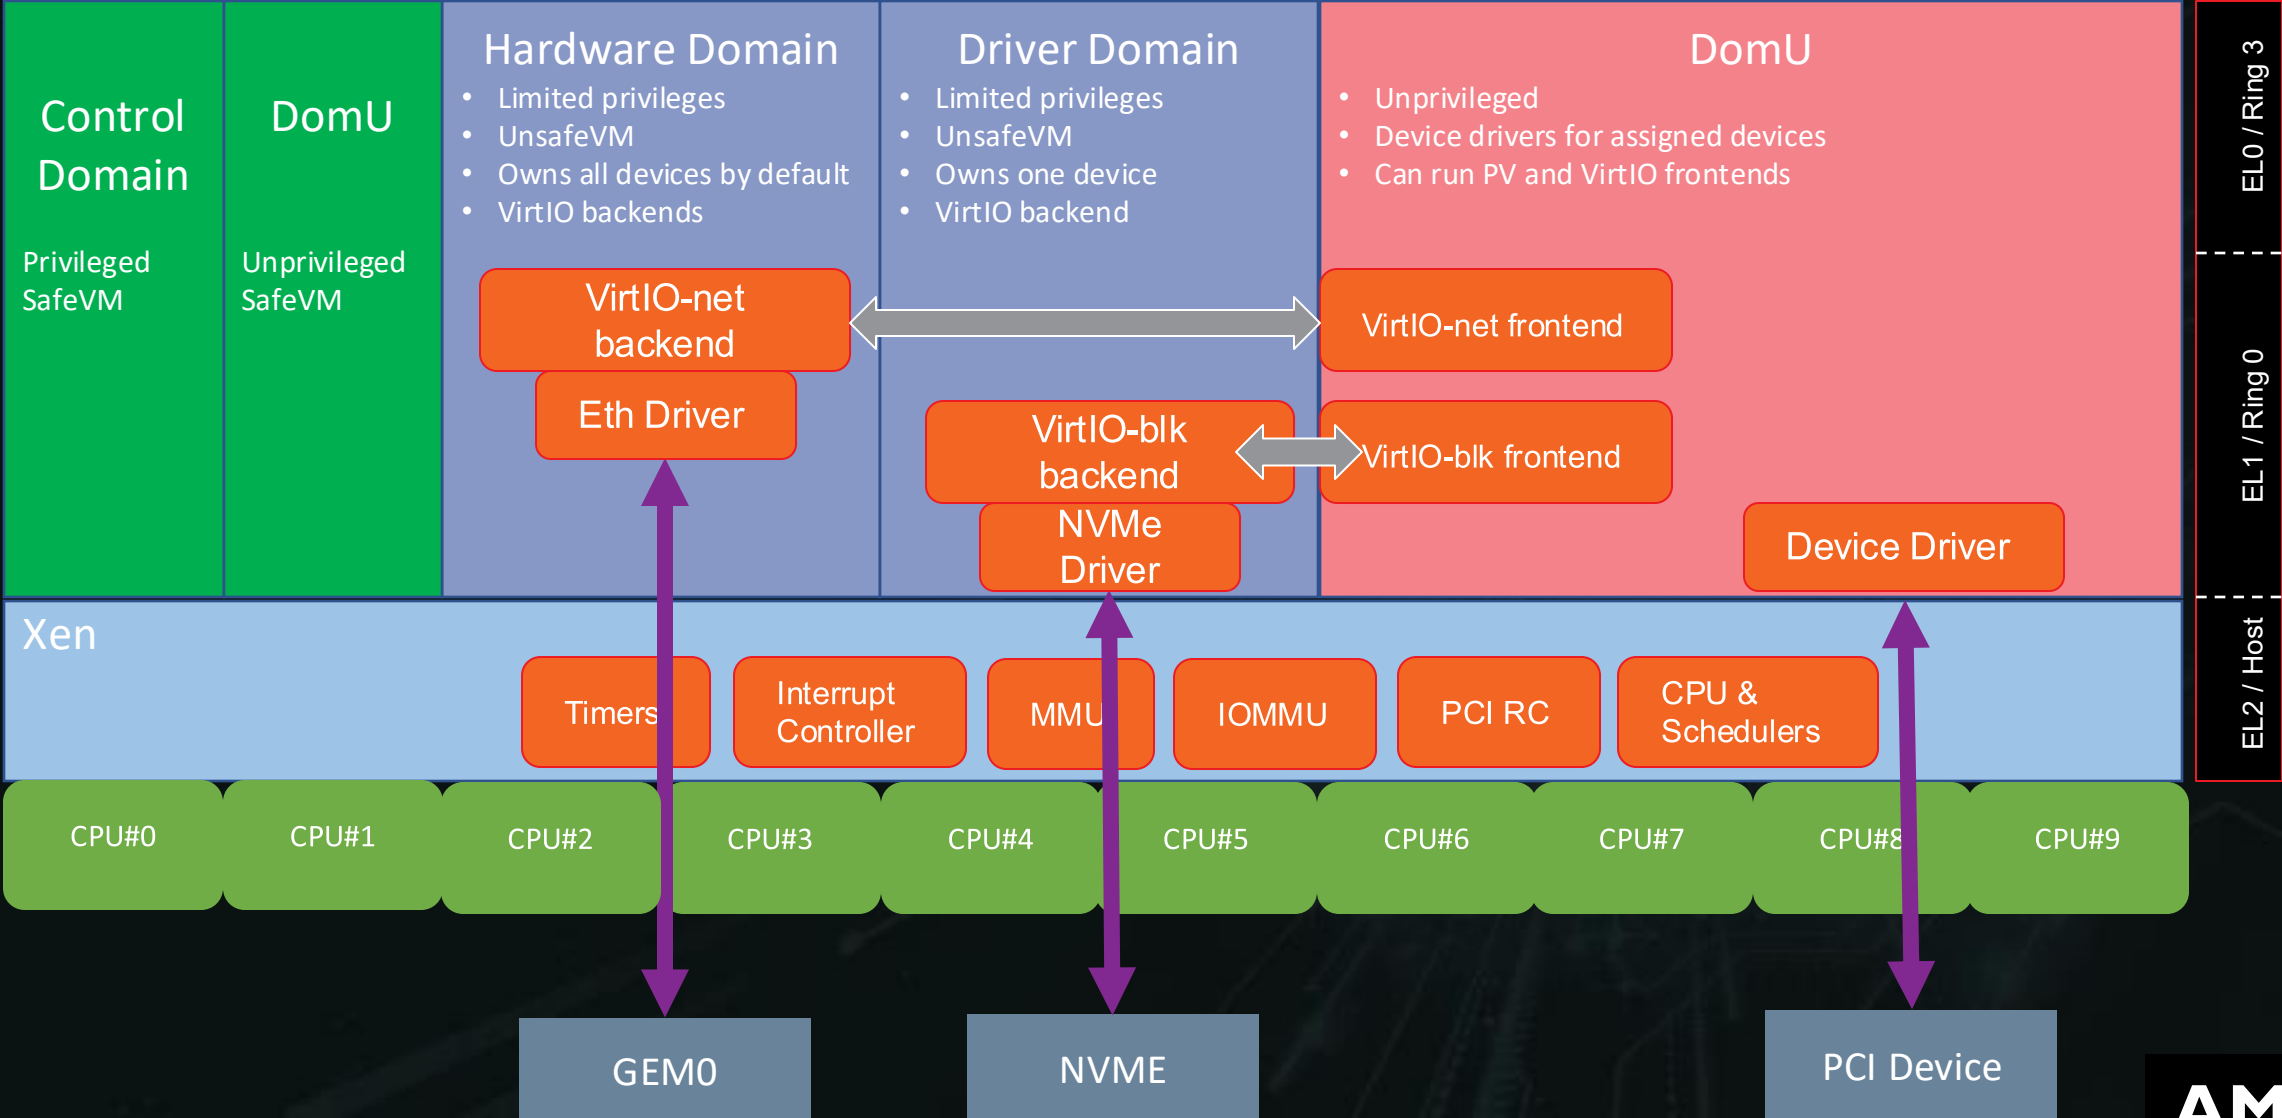 Control
Domain
Privileged
SafeVM
DomU
Unprivileged
SafeVM
Hardware Domain
• Limited privileges
• UnsafeVM
• Owns all devices by default
• VirtIO backends
VirtIO-net
backend
Eth Driver
Driver Domain
• Limited privileges
• UnsafeVM
• Owns one device
• VirtIO backend
VirtIO-blk
backend
NVMe
Driver
DomU
• Unprivileged
• Device drivers for assigned devices
• Can run PV and VirtIO frontends
VirtIO-net frontend
VirtIO-blk frontend
Device Driver
EL0 / Ring 3
EL1 / Ring 0
EL2 / Host
Xen
Timers
Interrupt
Controller
MMU
IOMMU
PCI RC
CPU &
Schedulers
CPU#0
CPU#1
CPU#2
CPU#3
CPU#4
CPU#5
CPU#6
CPU#7
CPU#8
CPU#9
GEM0
NVME
PCI Device